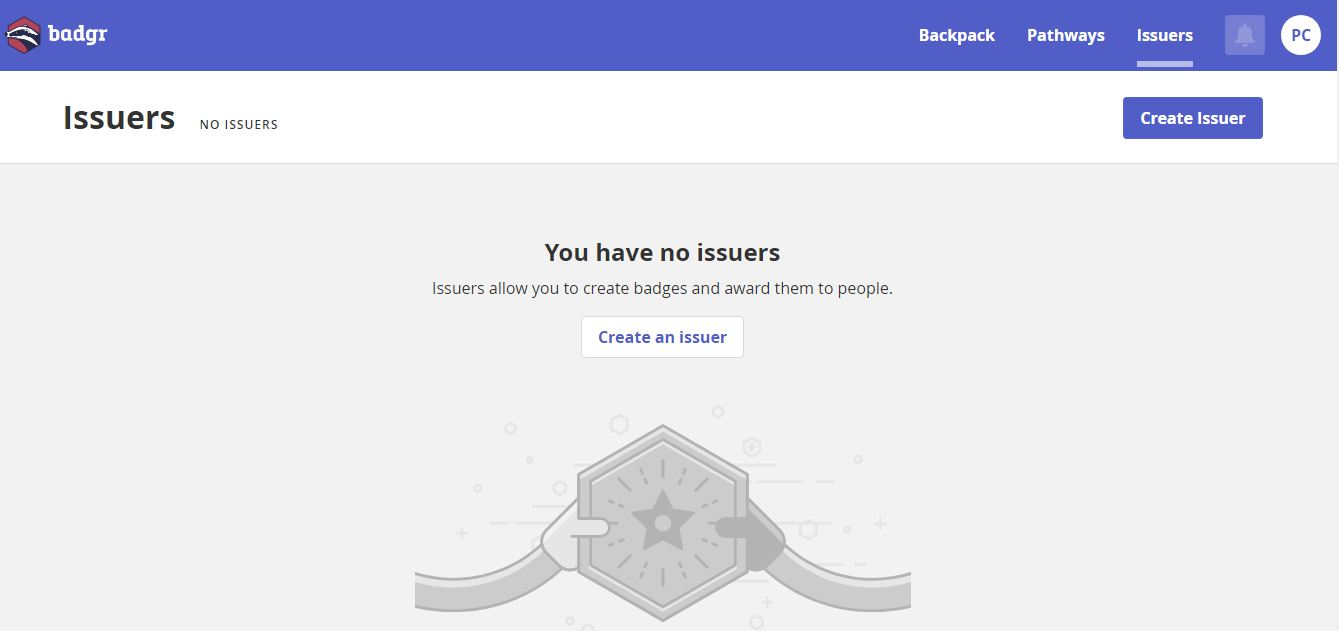 badgr
Backpack
Pathways
Issuers
PC
Issuers
NO ISSUERS
Create Issuer
You have no issuers
Issuers allow you to create badges and award them to people.
Create an issuer